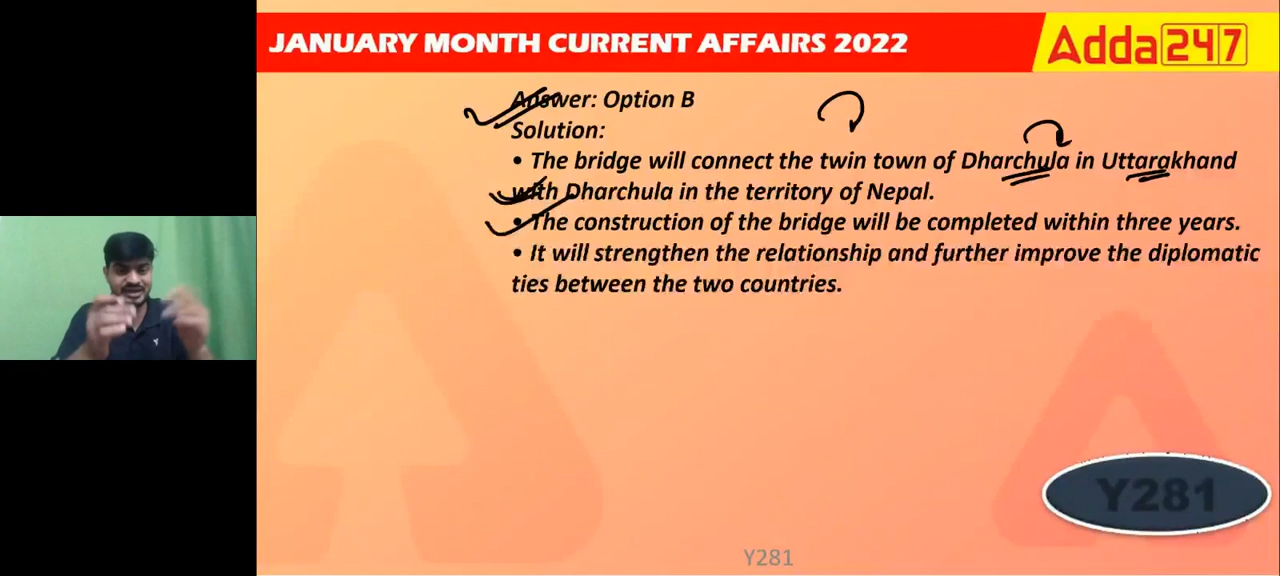 JANUARY MONTH CURRENT AFFAIRS 2022
Adda247
Answer: Option B
Solution:
• The bridge will connect the twin town of Dharchula in Uttarakhand
with Dharchula in the territory of Nepal.
• The construction of the bridge will be completed within three years.
• It will strengthen the relationship and further improve the diplomatic
ties between the two countries.
Y281
Y281